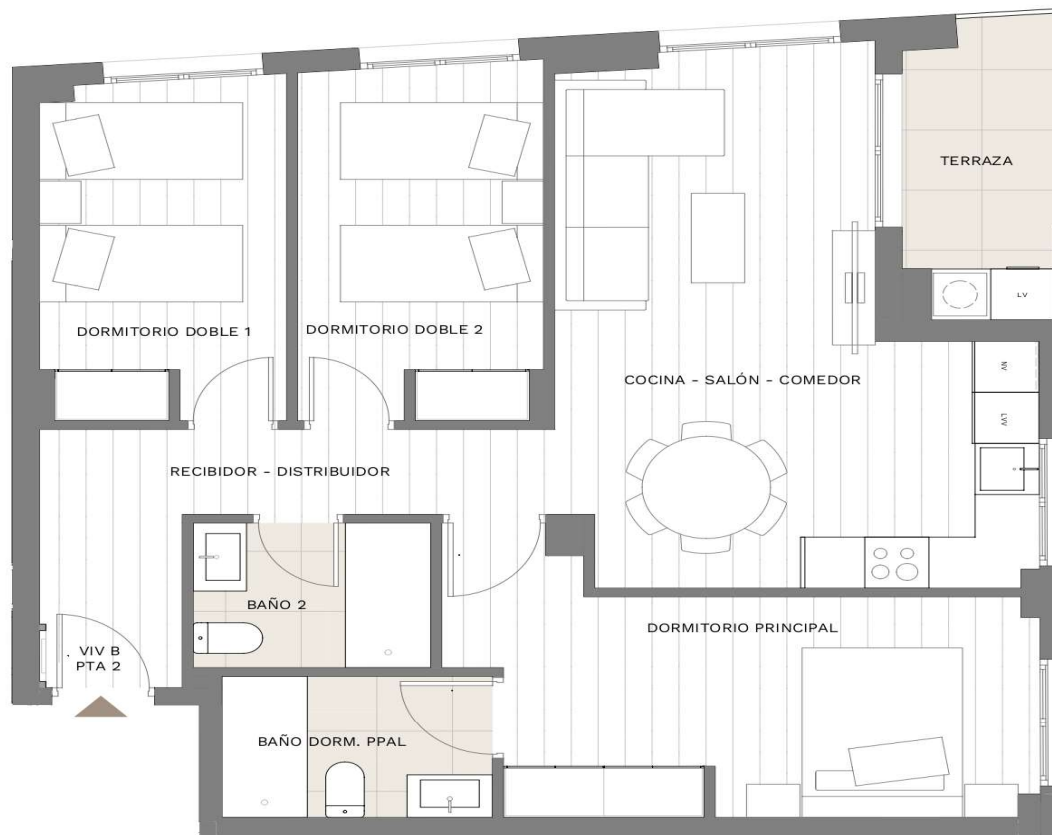 TERRAZA
LV
DORMITORIO DOBLE 1
DORMITORIO DOBLE 2
COCINA - SALÓN - COMEDOR
NV
LVV
RECIBIDOR - DISTRIBUIDOR
BAÑO 2
DORMITORIO PRINCIPAL
VIV B
PTA 2
BAÑO DORM. PPAL